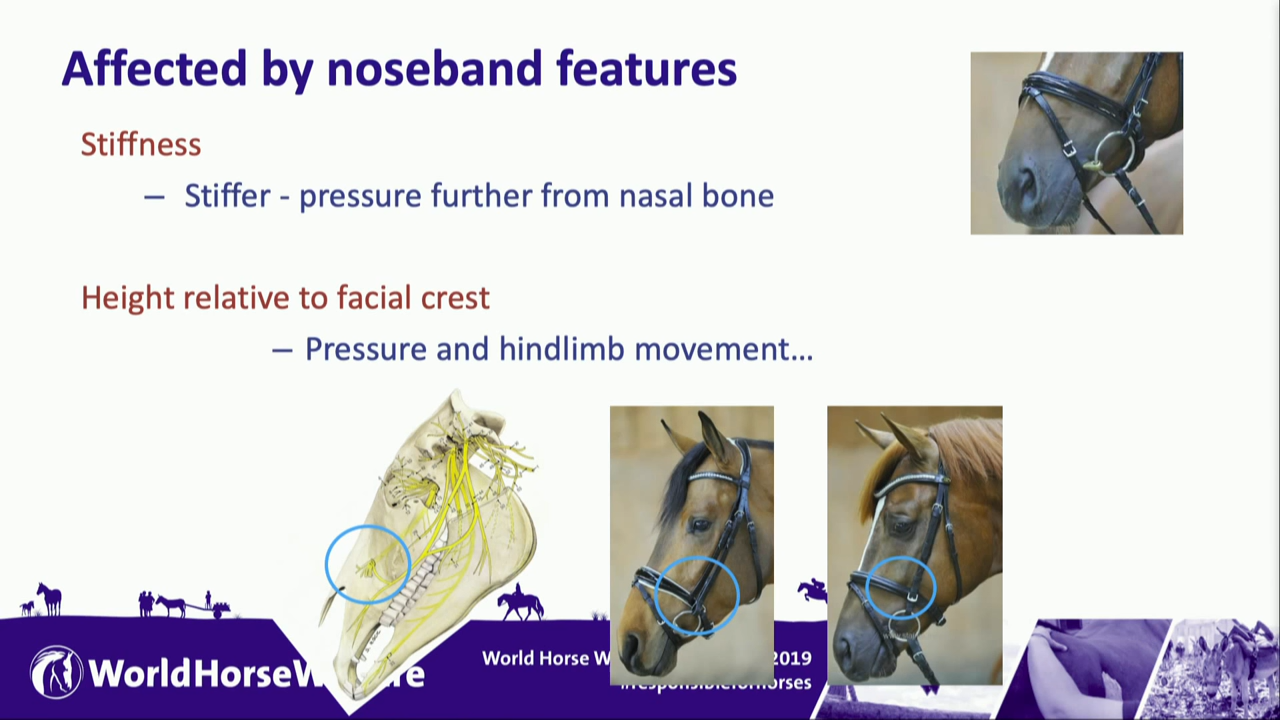 Affected by noseband features
Stiffness
– Stiffer - pressure further from nasal bone
Height relative to facial crest
– Pressure and hindlimb movement...
World Horse W 2019
WorldHorseW re